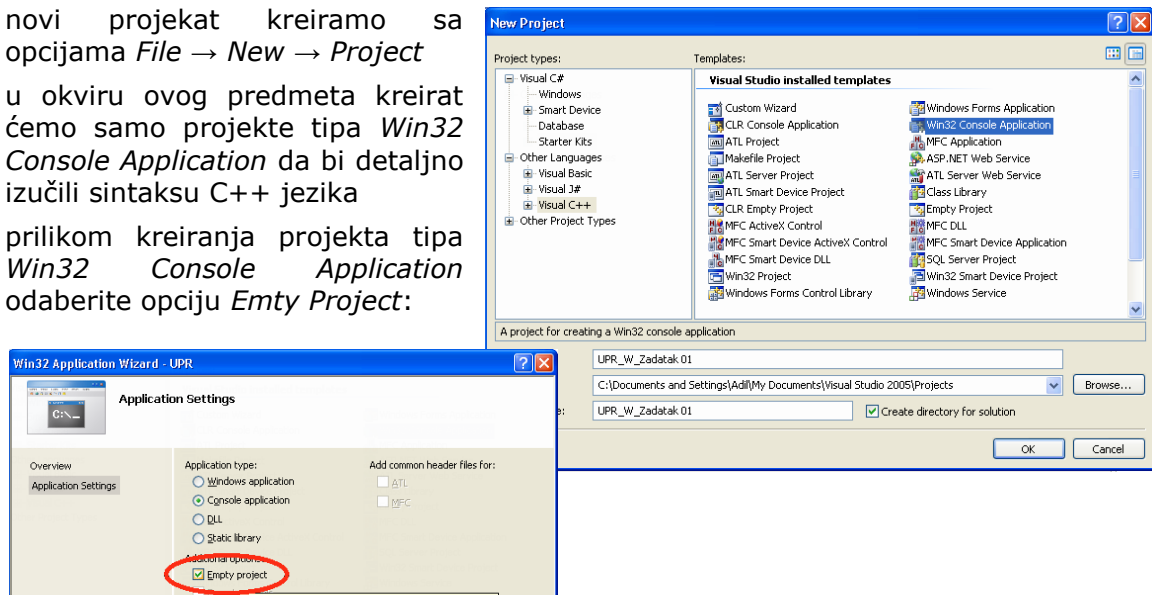 novi projekat kreiramo sa
opcijama File → New → Project
u okviru ovog predmeta kreirat
ćemo samo projekte tipa Win32
Console Application da bi detaljno
izučili sintaksu C++ jezika
prilikom kreiranja projekta tipa
Win32 Console Application
odaberite opciju Emty Project:
New Project
Project types:
Visual C#
Windows
Smart Device
Database
Starter Kits
Other Languages
Visual Basic
Visual J#
Visual C++
Other Project Types
Templates:
Visual Studio installed templates
Custom Wizard
CLR Console Application
ATL Project
Makefile Project
ATL Server Project
ATL Smart Device Project
CLR Empty Project
MFC ActiveX Control
MFC Smart Device ActiveX Control
MFC Smart Device DLL
Win32 Project
Windows Forms Control Library
Windows Forms Application
Win32 Console Application
MFC Application
ASP.NET Web Service
ATL Server Web Service
Class Library
Empty Project
MFC DLL
MFC Smart Device Application
SQL Server Project
Win32 Smart Device Project
Windows Service
A project for creating a Win32 console application
UPR_W_Zadatak 01
C:\Documents and Settings\Adil\My Documents\Visual Studio 2005\Projects
Browse...
UPR_W_Zadatak 01
Create directory for solution
OK Cancel
Win32 Application Wizard - UPR
C:\_
Application Settings
Overview
Application Settings
Application type:
Windows application
Console application
DLL
Static library
Additional options:
Empty project
Add common header files for:
ATL
MFC